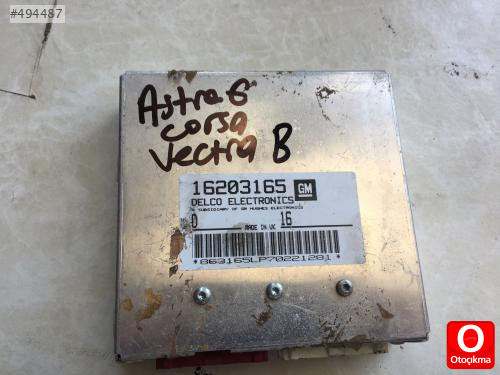 #494487
Astra G
corsa
Vectra B
16203165 GM
DELCO ELECTRONICS
A SUBSIDIARY OF GM HUGHES ELECTRONICS
D MADE IN UK 16
*863165LP70221281*
O
Otoçıkma